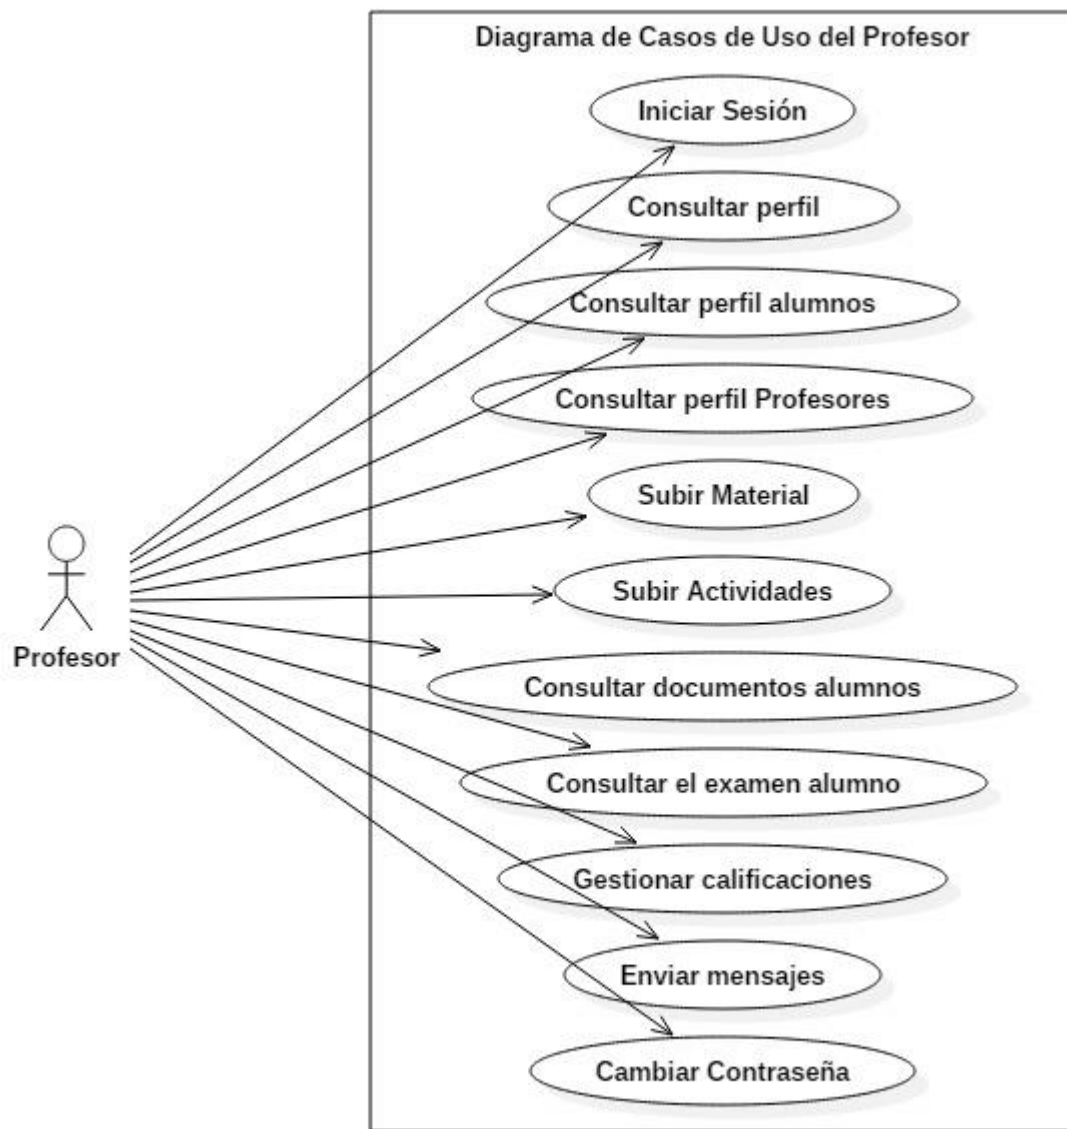 Diagrama de Casos de Uso del Profesor
Iniciar Sesión
Consultar perfil
Consultar perfil alumnos
Consultar perfil Profesores
Subir Material
Subir Actividades
Profesor
Consultar documentos alumnos
Consultar el examen alumno
Gestionar calificaciones
Enviar mensajes
Cambiar Contraseña